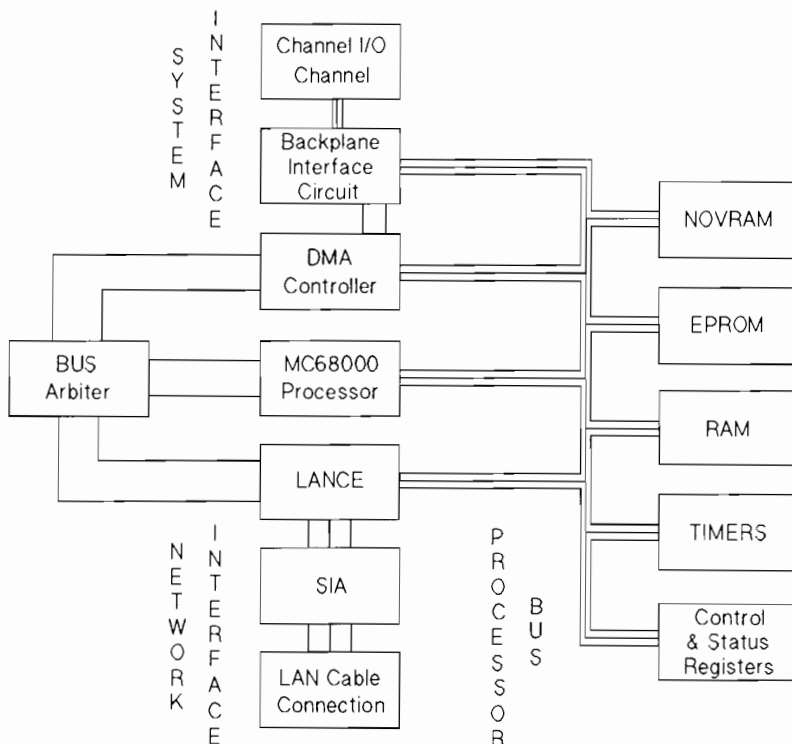 SYSTEM
INTERFACE
Channel I/O
Channel
Backplane
Interface
Circuit
DMA
Controller
BUS
Arbiter
MC68000
Processor
LANCE
NETWORK
INTERFACE
SIA
LAN Cable
Connection
PROCESSOR
BUS
NOVRAM
EPROM
RAM
TIMERS
Control
& Status
Registers